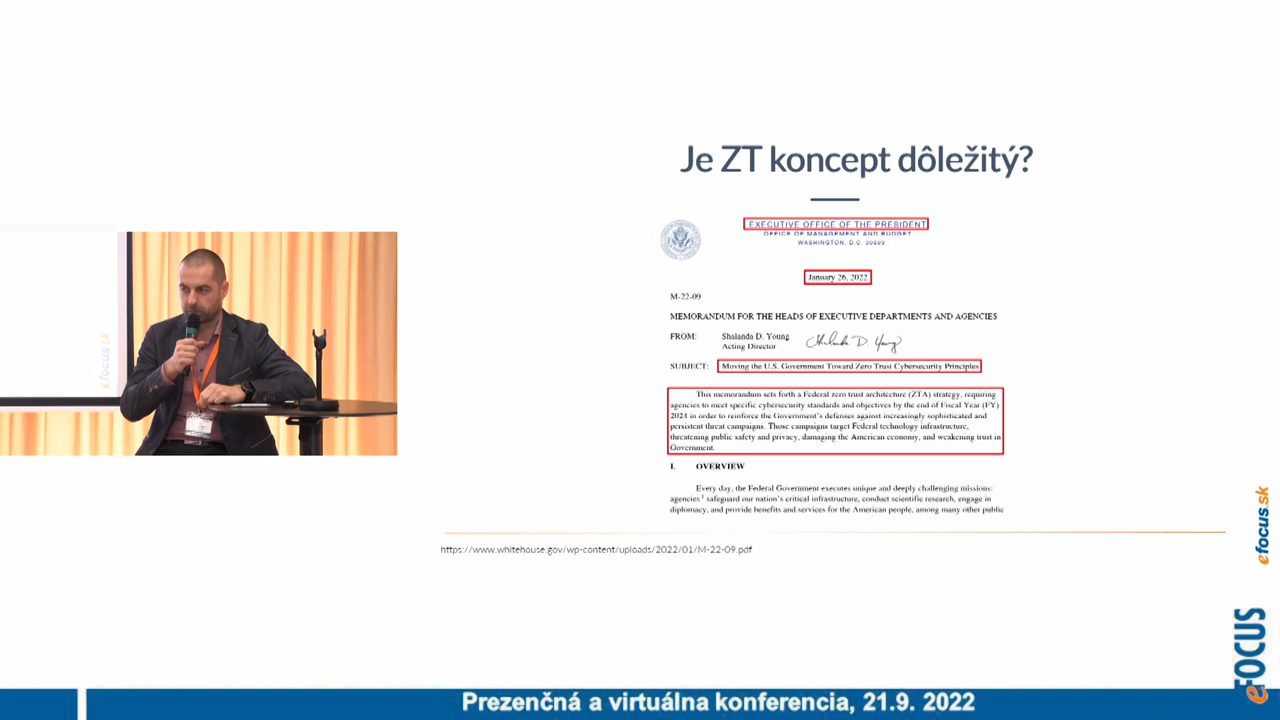 Je ZT koncept dôležitý?
EXECUTIVE OFFICE OF THE PRESIDENT
OFFICE OF MANAGEMENT AND BUDGET
WASHINGTON, D.C. 20503
January 26, 2022
M-22-09
MEMORANDUM FOR THE HEADS OF EXECUTIVE DEPARTMENTS AND AGENCIES
FROM: Shalanda D. Young
Acting Director
Shalanda D. Young
SUBJECT: Moving the U.S. Government Toward Zero Trust Cybersecurity Principles
This memorandum sets forth a Federal zero trust architecture (ZTA) strategy, requiring
agencies to meet specific cybersecurity standards and objectives by the end of Fiscal Year (FY)
2024 in order to reinforce the Government's defenses against increasingly sophisticated and
persistent threat campaigns. Those campaigns target Federal technology infrastructure,
threatening public safety and privacy, damaging the American economy, and weakening trust in
Government.
I. OVERVIEW
Every day, the Federal Government executes unique and deeply challenging missions:
agencies¹ safeguard our nation's critical infrastructure, conduct scientific research, engage in
diplomacy, and provide benefits and services for the American people, among many other public
https://www.whitehouse.gov/wp-content/uploads/2022/01/M-22-09.pdf
efocus.sk
efocus.sk
eFOCUS
Prezenčná a virtuálna konferencia, 21.9. 2022